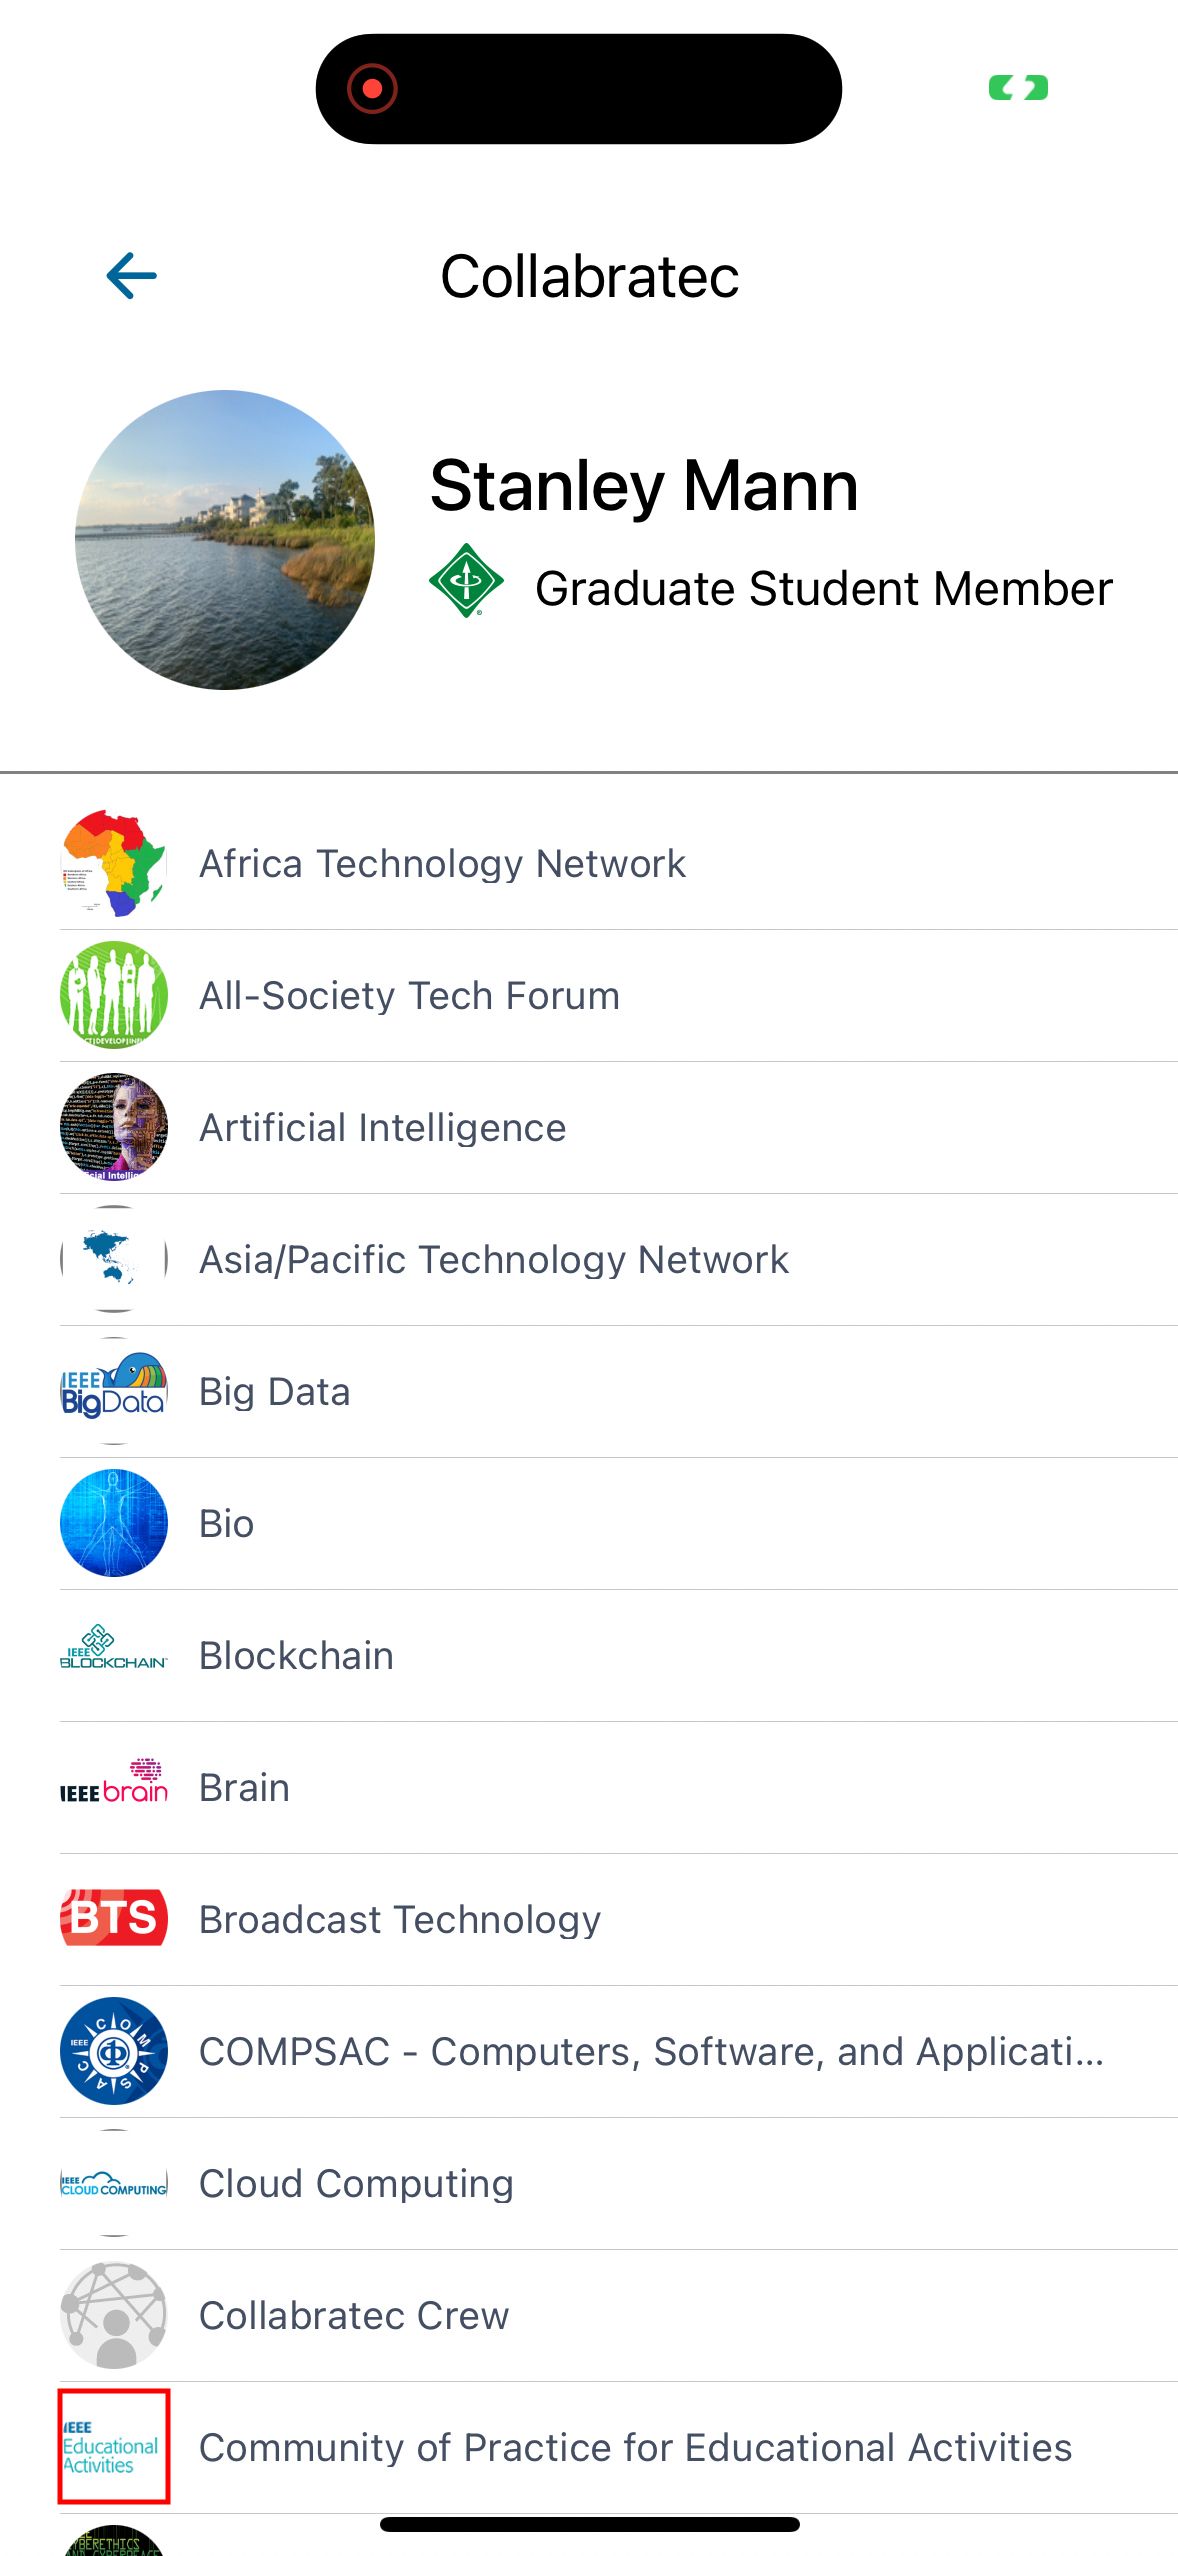 Collabratec
Stanley Mann
Graduate Student Member
Africa Technology Network
All-Society Tech Forum
Artificial Intelligence
Asia/Pacific Technology Network
IEEE
BigData
Big Data
Bio
IEEE
BLOCKCHAIN
Blockchain
IEEE brain
Brain
BTS
Broadcast Technology
IEEE
COMPSAC
COMPSAC - Computers, Software, and Applicati...
IEEE
CLOUD COMPUTING
Cloud Computing
Collabratec Crew
IEEE
Educational
Activities
Community of Practice for Educational Activities